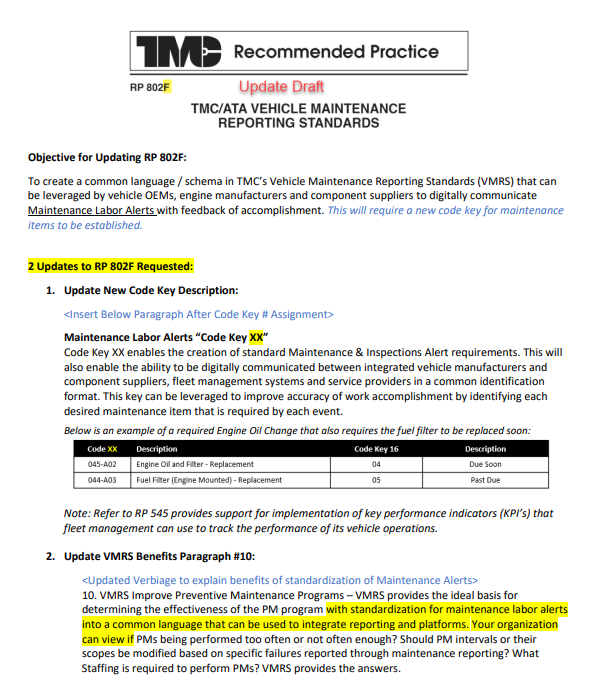 TMC Recommended Practice
RP 802F
Update Draft
TMC/ATA VEHICLE MAINTENANCE
REPORTING STANDARDS
Objective for Updating RP 802F:
To create a common language / schema in TMC's Vehicle Maintenance Reporting Standards (VMRS) that can
be leveraged by vehicle OEMs, engine manufacturers and component suppliers to digitally communicate
Maintenance Labor Alerts with feedback of accomplishment. This will require a new code key for maintenance
items to be established.
2 Updates to RP 802F Requested:
1. Update New Code Key Description:
<Insert Below Paragraph After Code Key # Assignment>
Maintenance Labor Alerts “Code Key XX”
Code Key XX enables the creation of standard Maintenance & Inspections Alert requirements. This will
also enable the ability to be digitally communicated between integrated vehicle manufacturers and
component suppliers, fleet management systems and service providers in a common identification
format. This key can be leveraged to improve accuracy of work accomplishment by identifying each
desired maintenance item that is required by each event.
Below is an example of a required Engine Oil Change that also requires the fuel filter to be replaced soon:
Code XX Description Code Key 16 Description
045-A02 Engine Oil and Filter - Replacement 04 Due Soon
044-A03 Fuel Filter (Engine Mounted) - Replacement 05 Past Due
Note: Refer to RP 545 provides support for implementation of key performance indicators (KPI's) that
fleet management can use to track the performance of its vehicle operations.
2. Update VMRS Benefits Paragraph #10:
<Updated Verbiage to explain benefits of standardization of Maintenance Alerts>
10. VMRS Improve Preventive Maintenance Programs – VMRS provides the ideal basis for
determining the effectiveness of the PM program with standardization for maintenance labor alerts
into a common language that can be used to integrate reporting and platforms. Your organization
can view if PMs being performed too often or not often enough? Should PM intervals or their
scopes be modified based on specific failures reported through maintenance reporting? What
Staffing is required to perform PMs? VMRS provides the answers.